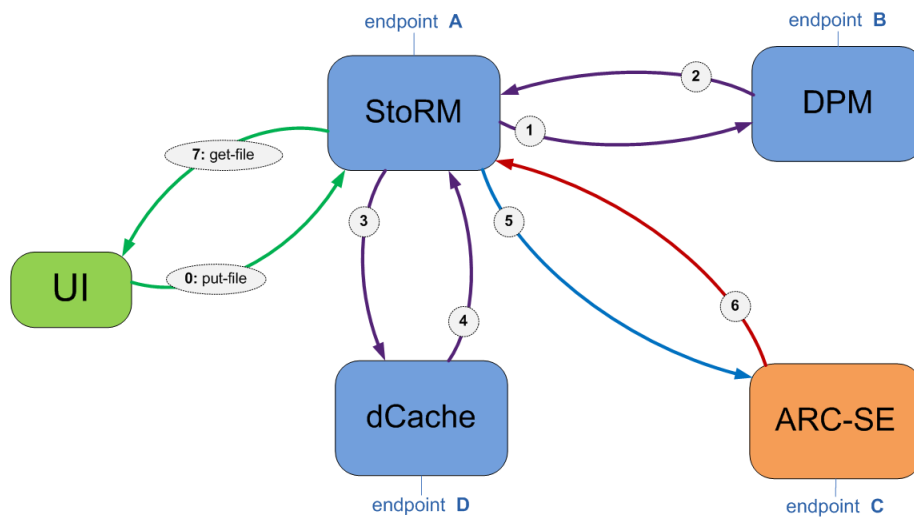 endpoint A
endpoint B
StoRM
2
DPM
1
7: get-file
3
5
0: put-file
UI
4
6
dCache
ARC-SE
endpoint D
endpoint C